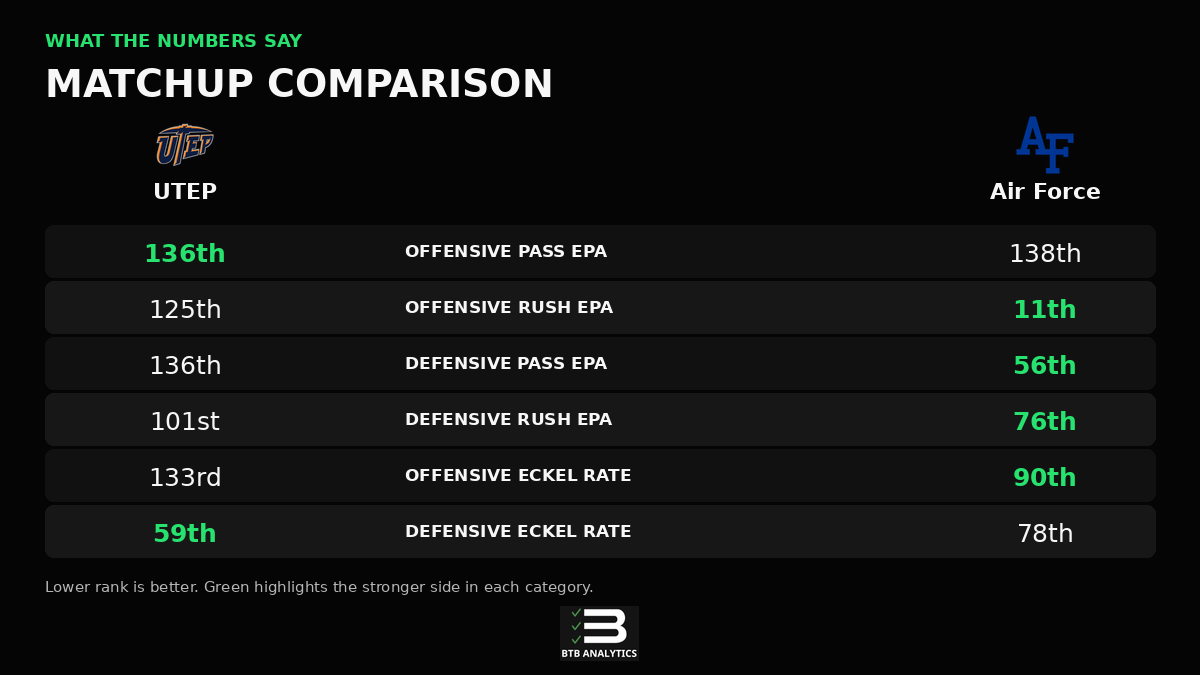 WHAT THE NUMBERS SAY
MATCHUP COMPARISON
UTEP
AF
UTEP
Air Force
136th OFFENSIVE PASS EPA 138th
125th OFFENSIVE RUSH EPA 11th
136th DEFENSIVE PASS EPA 56th
101st DEFENSIVE RUSH EPA 76th
133rd OFFENSIVE ECKEL RATE 90th
59th DEFENSIVE ECKEL RATE 78th
Lower rank is better. Green highlights the stronger side in each category.
B
BTB ANALYTICS